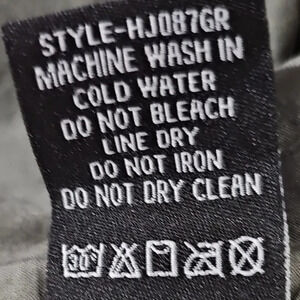 STYLE-HJ087GR
MACHINE WASH IN
COLD WATER
DO NOT BLEACH
LINE DRY
DO NOT IRON
DO NOT DRY CLEAN
30°